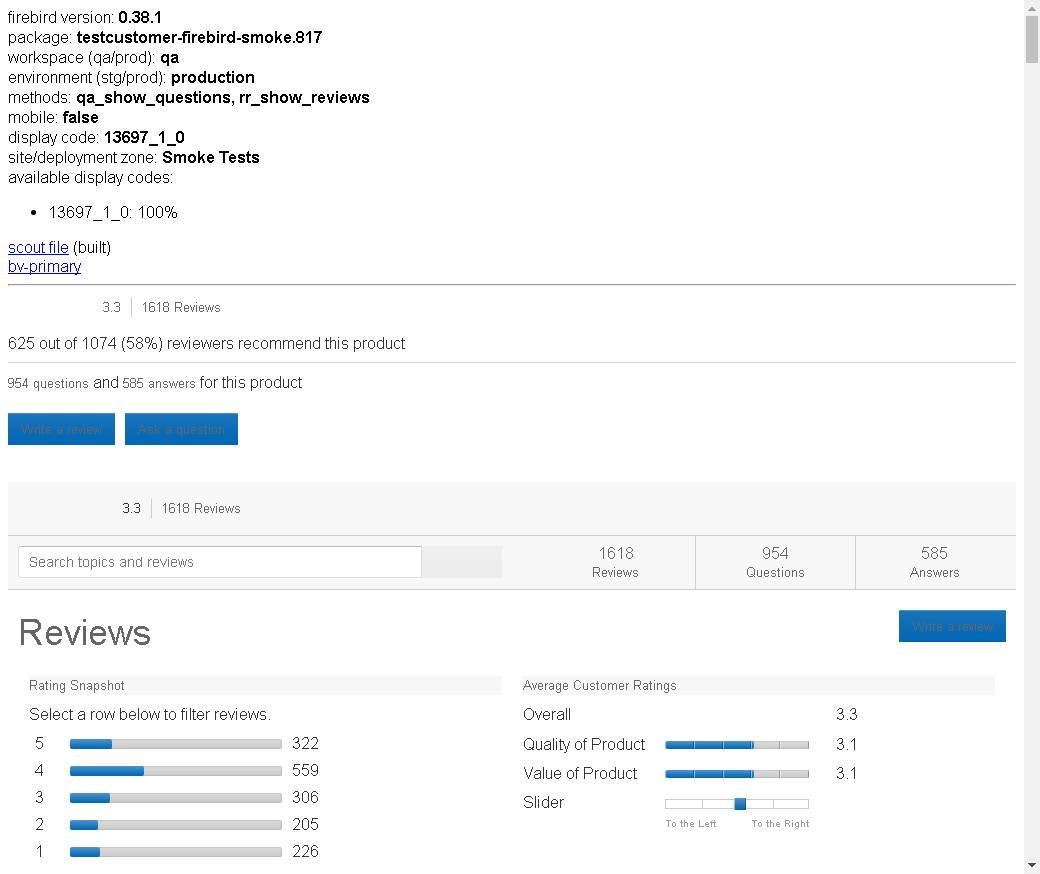 firebird version: 0.38.1
package: testcustomer-firebird-smoke.817
workspace (qa/prod): qa
environment (stg/prod): production
methods: qa_show_questions, rr_show_reviews
mobile: false
display code: 13697_1_0
site/deployment zone: Smoke Tests
available display codes:
• 13697_1_0: 100%
scout file (built)
bv-primary
3.3 1618 Reviews
625 out of 1074 (58%) reviewers recommend this product
954 questions and 585 answers for this product
Write a review Ask a question
3.3 1618 Reviews
Search topics and reviews
1618 954 585
Reviews Questions Answers
Reviews
Write a review
Rating Snapshot
Select a row below to filter reviews.
5 322
4 559
3 306
2 205
1 226
Average Customer Ratings
Overall 3.3
Quality of Product 3.1
Value of Product 3.1
Slider
To the Left To the Right